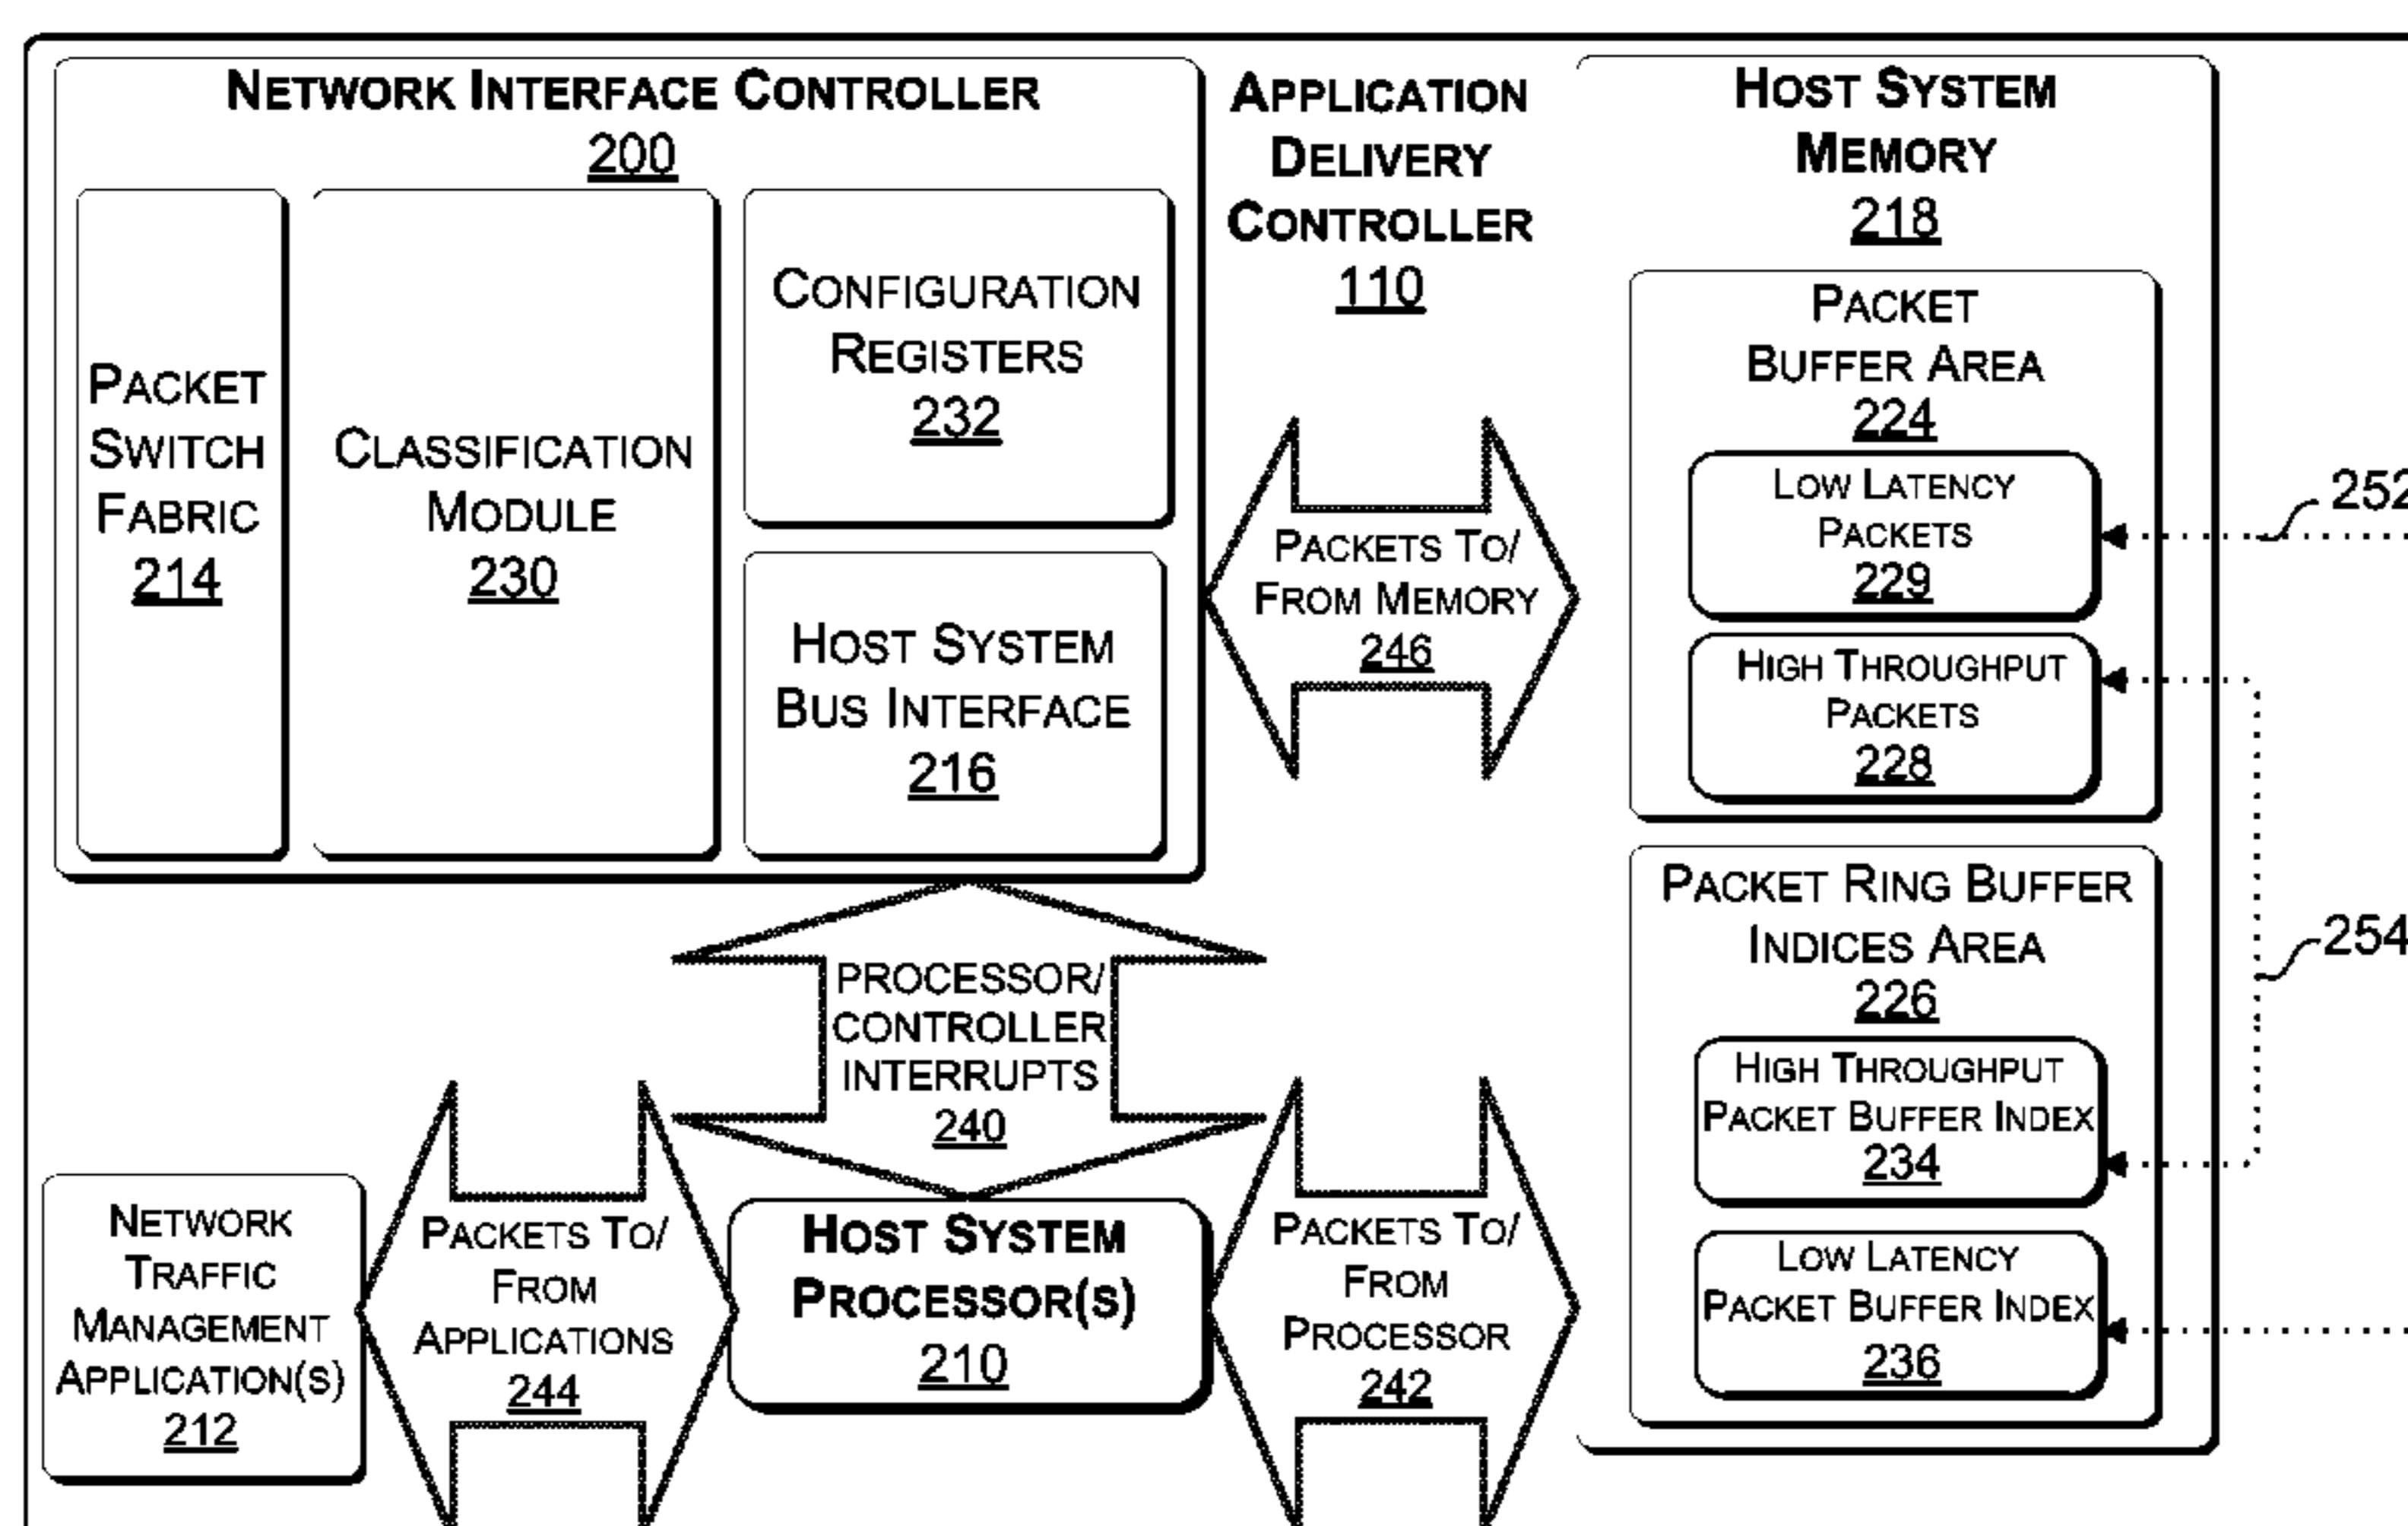 NETWORK INTERFACE CONTROLLER
200
PACKET
SWITCH
FABRIC
214
CLASSIFICATION
MODULE
230
CONFIGURATION
REGISTERS
232
HOST SYSTEM
BUS INTERFACE
216
APPLICATION
DELIVERY
CONTROLLER
110
PACKETS TO/
FROM MEMORY
246
HOST SYSTEM
MEMORY
218
PACKET
BUFFER AREA
224
LOW LATENCY
PACKETS
229
HIGH THROUGHPUT
PACKETS
228
252
PACKET RING BUFFER
INDICES AREA
226
HIGH THROUGHPUT
PACKET BUFFER INDEX
234
LOW LATENCY
PACKET BUFFER INDEX
236
254
PROCESSOR/
CONTROLLER
INTERRUPTS
240
NETWORK
TRAFFIC
MANAGEMENT
APPLICATION(S)
212
PACKETS TO/
FROM
APPLICATIONS
244
HOST SYSTEM
PROCESSOR(S)
210
PACKETS TO/
FROM
PROCESSOR
242